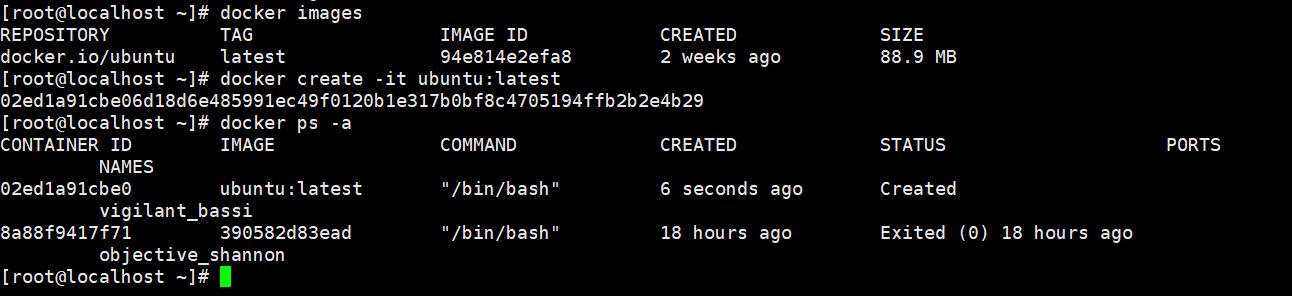 [root@localhost ~]# docker images
REPOSITORY          TAG                 IMAGE ID            CREATED             SIZE
docker.io/ubuntu    latest              94e814e2efa8        2 weeks ago         88.9 MB
[root@localhost ~]# docker create -it ubuntu:latest
02ed1a91cbe06d18d6e485991ec49f0120b1e317b0bf8c4705194ffb2b2e4b29
[root@localhost ~]# docker ps -a
CONTAINER ID        IMAGE               COMMAND             CREATED             STATUS                    PORTS
         NAMES
02ed1a91cbe0        ubuntu:latest       "/bin/bash"         6 seconds ago       Created
         vigilant_bassi
8a88f9417f71        390582d83ead        "/bin/bash"         18 hours ago        Exited (0) 18 hours ago
         objective_shannon
[root@localhost ~]#